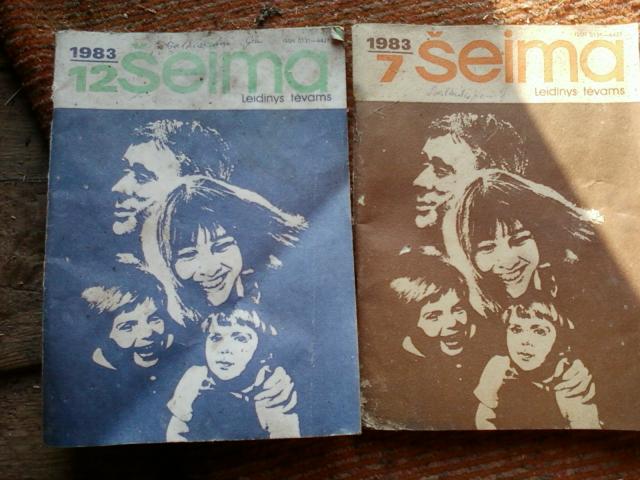 1983
12 šeima
Leidinys tėvams
1983
7 šeima
Leidinys tėvams